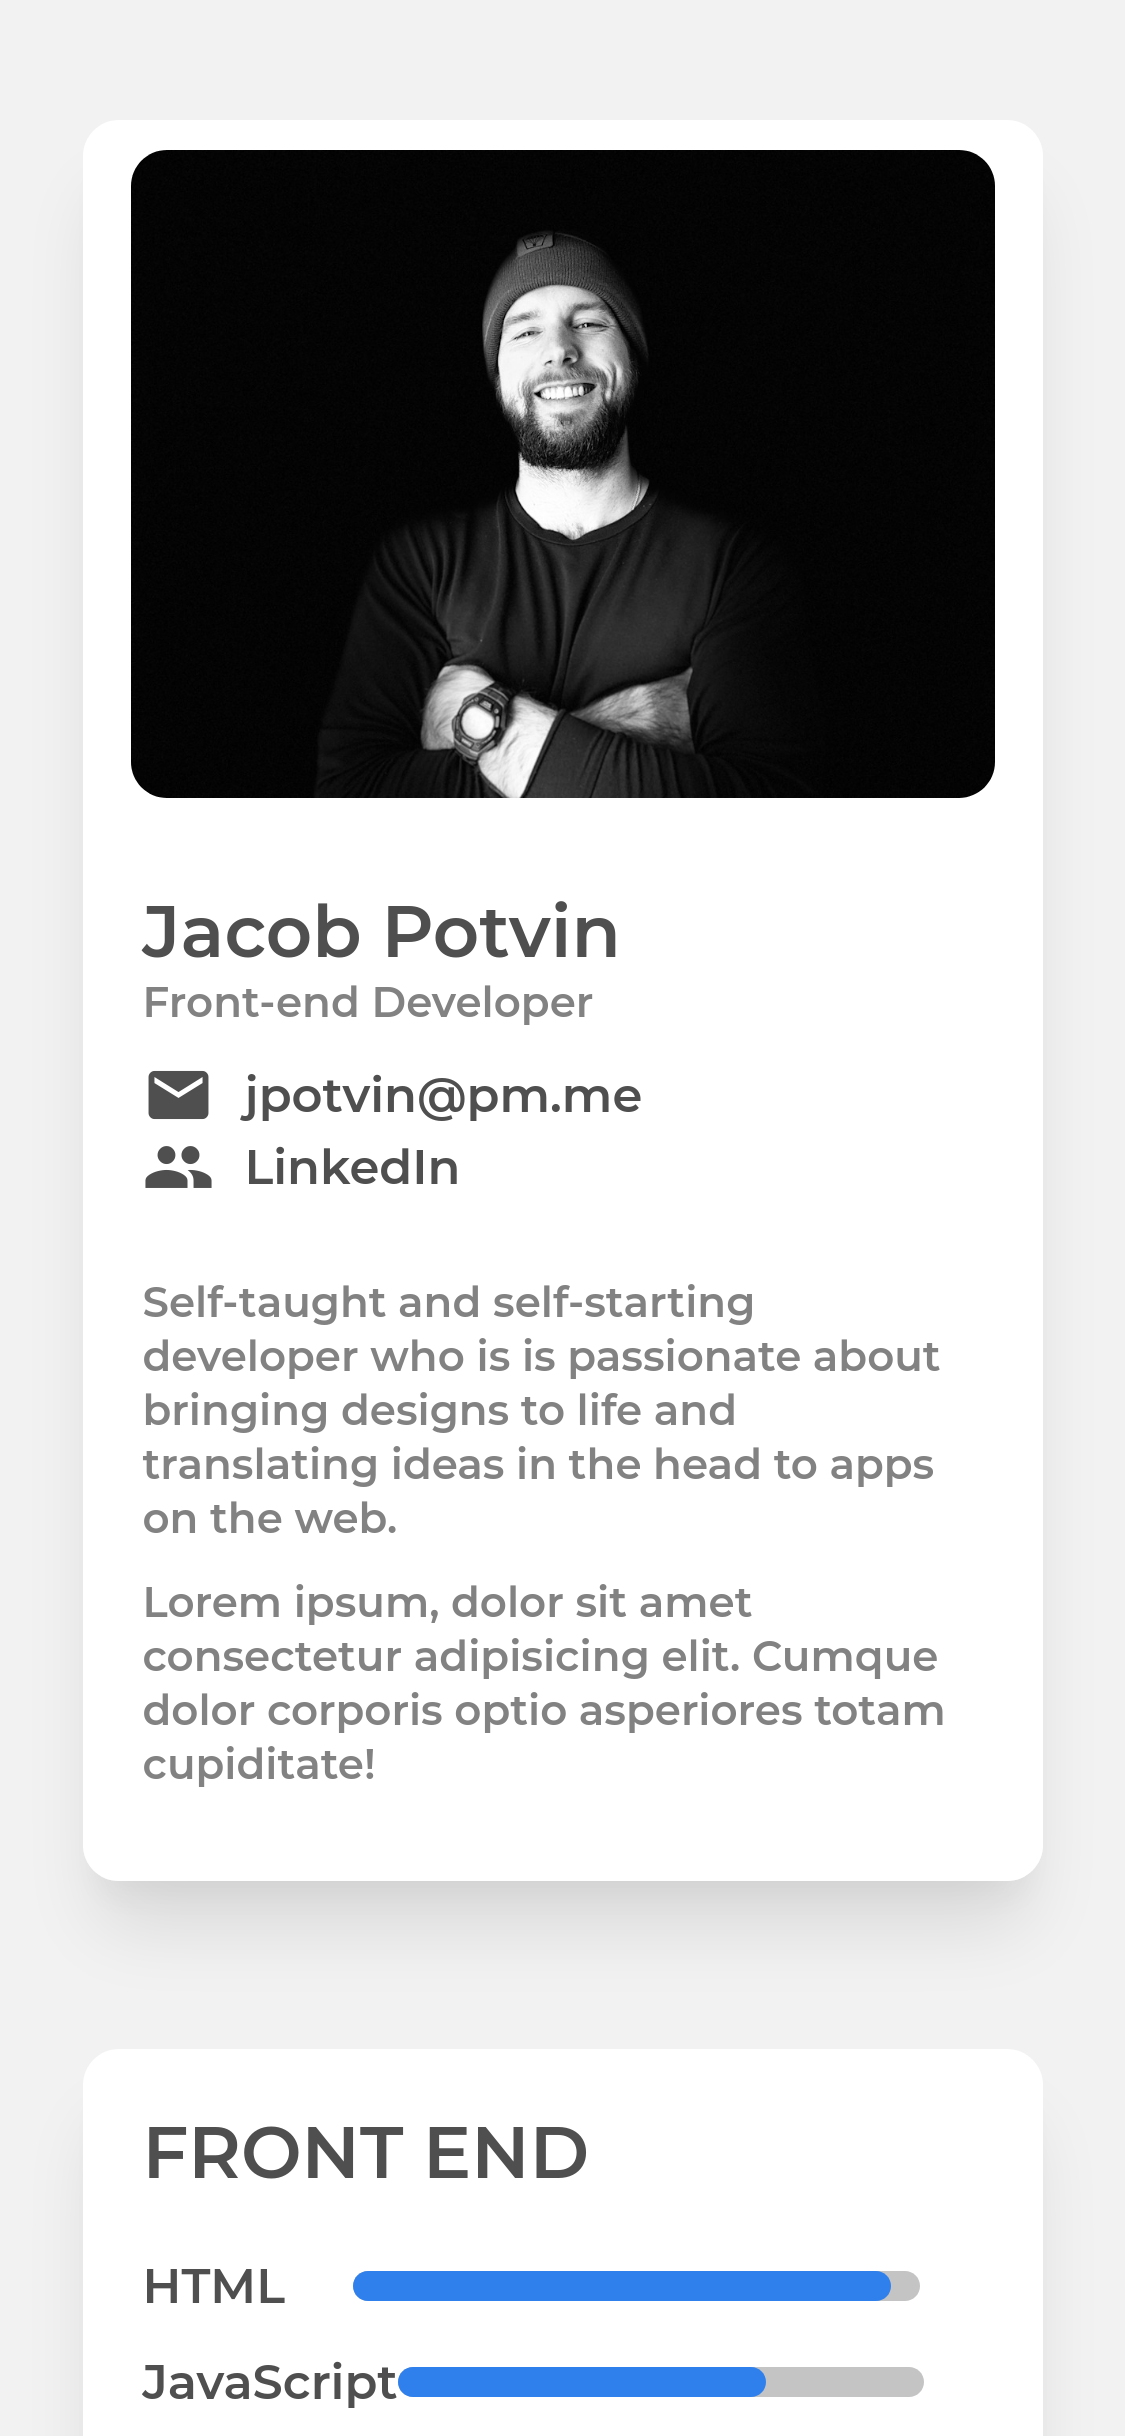 Jacob Potvin
Front-end Developer
jpotvin@pm.me
LinkedIn
Self-taught and self-starting
developer who is is passionate about
bringing designs to life and
translating ideas in the head to apps
on the web.
Lorem ipsum, dolor sit amet
consectetur adipisicing elit. Cumque
dolor corporis optio asperiores totam
cupiditate!
FRONT END
HTML
JavaScript